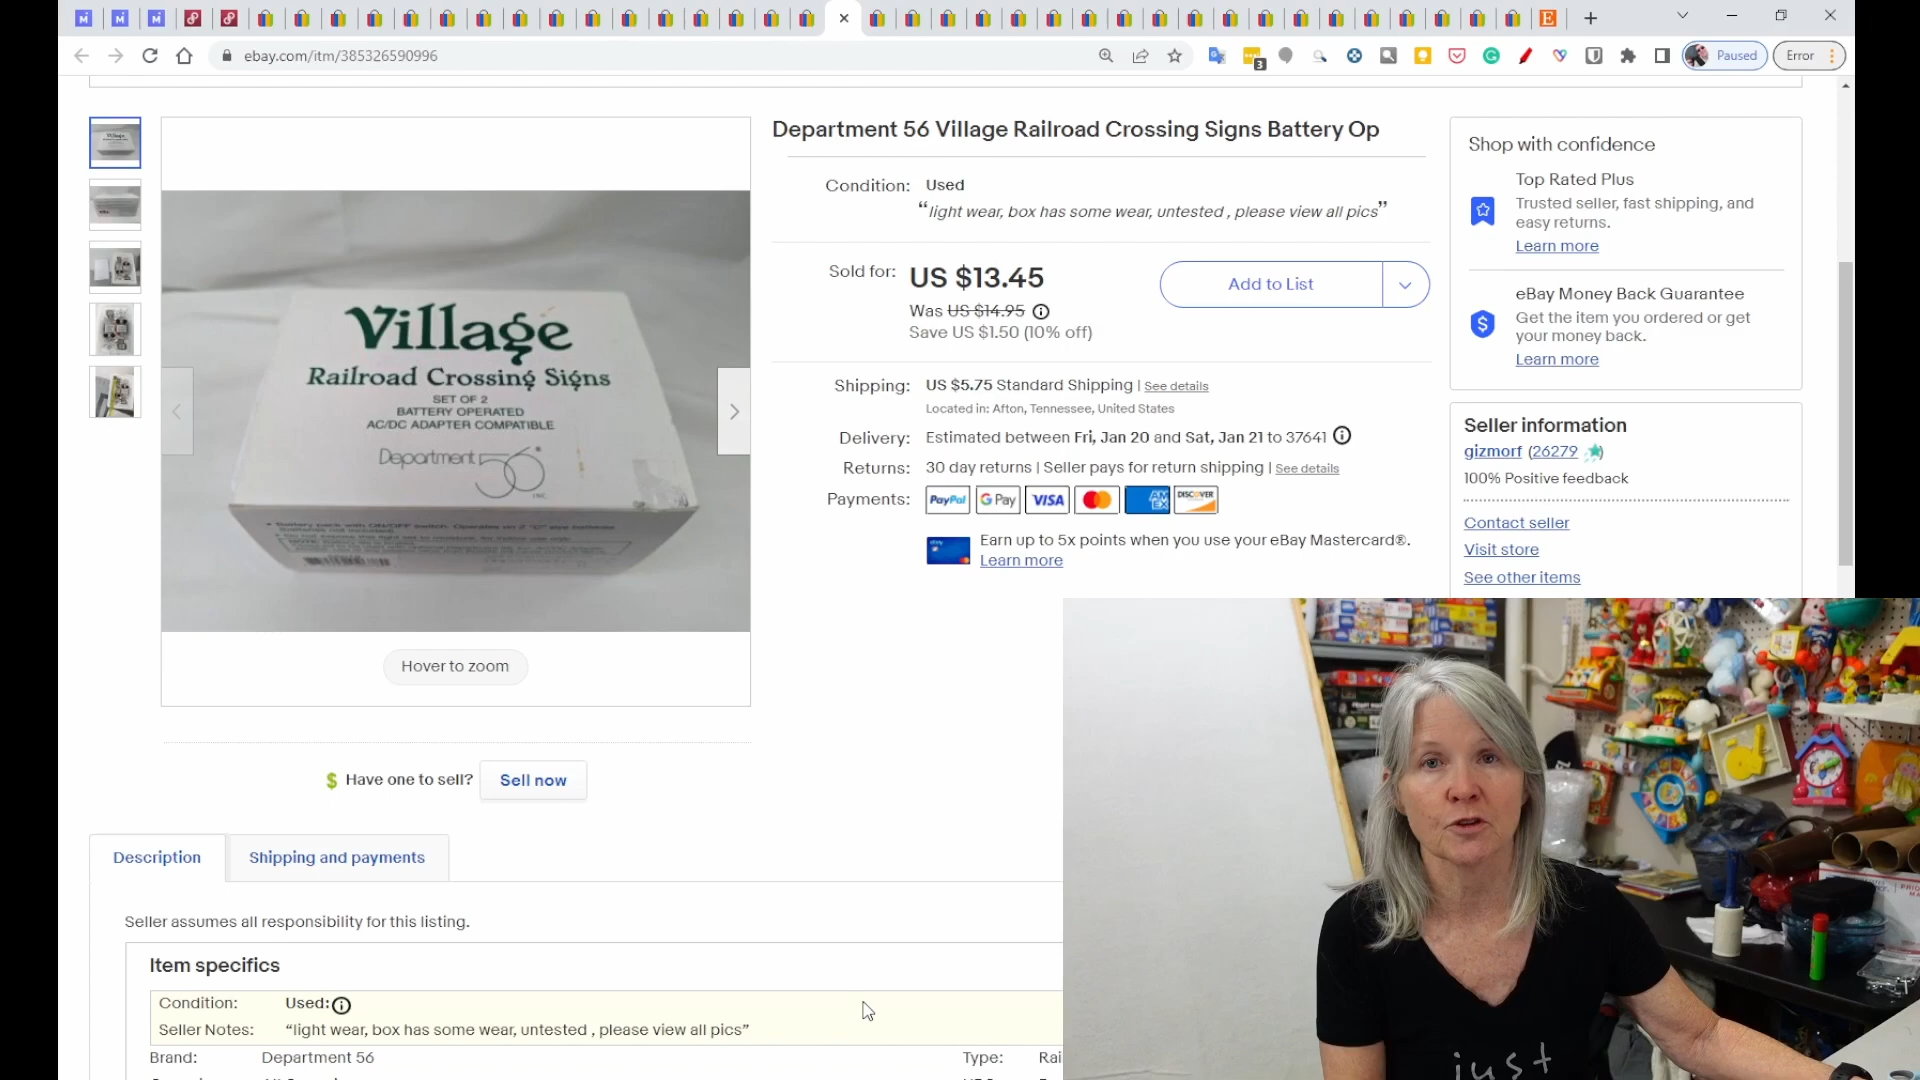 ebay.com/itm/385326590996
3
Paused
Error
Department 56 Village Railroad Crossing Signs Battery Op
Condition: Used
“light wear, box has some wear, untested , please view all pics”
Sold for: US $13.45
Was US $14.95
Save US $1.50 (10% off)
Add to List
Shipping: US $5.75 Standard Shipping | See details
Located in: Afton, Tennessee, United States
Delivery: Estimated between Fri, Jan 20 and Sat, Jan 21 to 37641
Returns: 30 day returns | Seller pays for return shipping | See details
Payments: PayPal G Pay VISA AM EX DISCOVER
Earn up to 5x points when you use your eBay Mastercard®.
Learn more
Shop with confidence
Top Rated Plus
Trusted seller, fast shipping, and
easy returns.
Learn more
eBay Money Back Guarantee
Get the item you ordered or get
your money back.
Learn more
Seller information
gizmorf (26279)
100% Positive feedback
Contact seller
Visit store
See other items
Village
Railroad Crossing Signs
SET OF 2
BATTERY OPERATED
AC/DC ADAPTER COMPATIBLE
Department 56
INC.
Hover to zoom
Have one to sell? Sell now
Description
Shipping and payments
Seller assumes all responsibility for this listing.
Item specifics
Condition: Used:
Seller Notes: “light wear, box has some wear, untested , please view all pics”
Brand: Department 56
Type: Rai
just